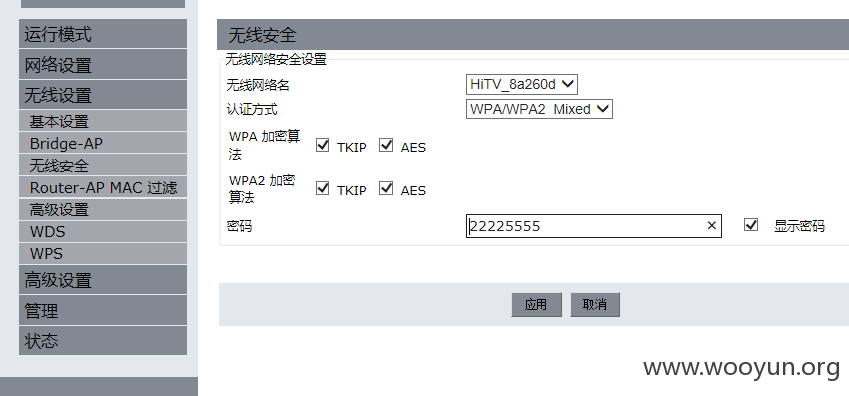 运行模式
网络设置
无线设置
基本设置
Bridge-AP
无线安全
Router-AP MAC 过滤
高级设置
WDS
WPS
高级设置
管理
状态
无线安全
无线网络安全设置
无线网络名 HiTV_8a260d
认证方式 WPA/WPA2 Mixed
WPA 加密算
法 TKIP AES
WPA2 加密
算法 TKIP AES
密码 22225555 × 显示密码
应用 取消
www.wooyun.org